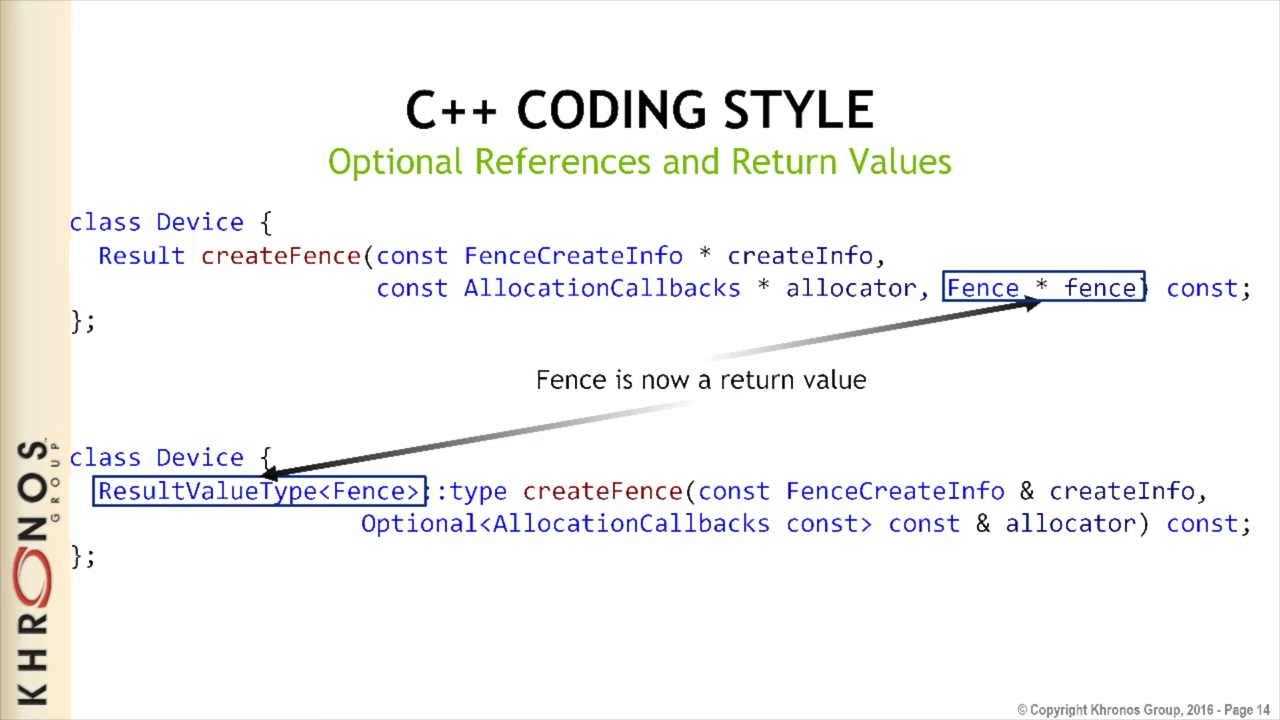 C++ CODING STYLE
Optional References and Return Values
class Device {
Result createFence(const FenceCreateInfo * createInfo,
const AllocationCallbacks * allocator, Fence * fence) const;
};
Fence is now a return value
class Device {
ResultValueType<Fence>::type createFence(const FenceCreateInfo & createInfo,
Optional<AllocationCallbacks const> const & allocator) const;
};
KHRONOS
GROUP
© Copyright Khronos Group, 2016 - Page 14